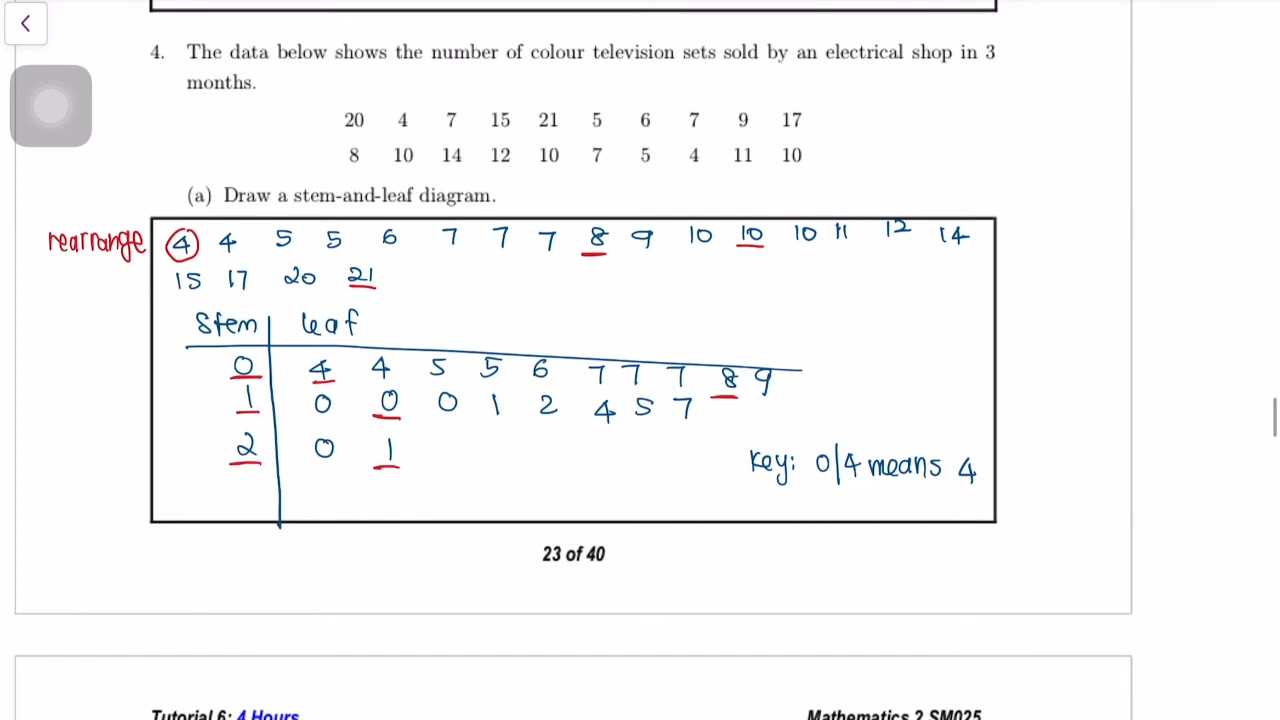 4. The data below shows the number of colour television sets sold by an electrical shop in 3
months.
20 4 7 15 21 5 6 7 9 17
8 10 14 12 10 7 5 4 11 10
(a) Draw a stem-and-leaf diagram.
rearrange 4 4 5 5 6 7 7 7 8 9 10 10 10 11 12 14
15 17 20 21
Stem leaf
0 4 4 5 5 6 7 7 7 8 9
1 0 0 0 1 2 4 5 7
2 0 1
Key: 0/4 means 4
23 of 40
Tutorial 6: 4 Hours Mathematics 2 SM025